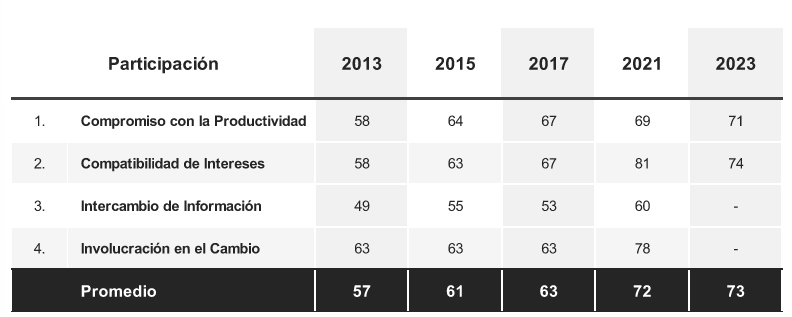 Participación 2013 2015 2017 2021 2023
1. Compromiso con la Productividad 58 64 67 69 71
2. Compatibilidad de Intereses 58 63 67 81 74
3. Intercambio de Información 49 55 53 60 -
4. Involucración en el Cambio 63 63 63 78 -
Promedio 57 61 63 72 73